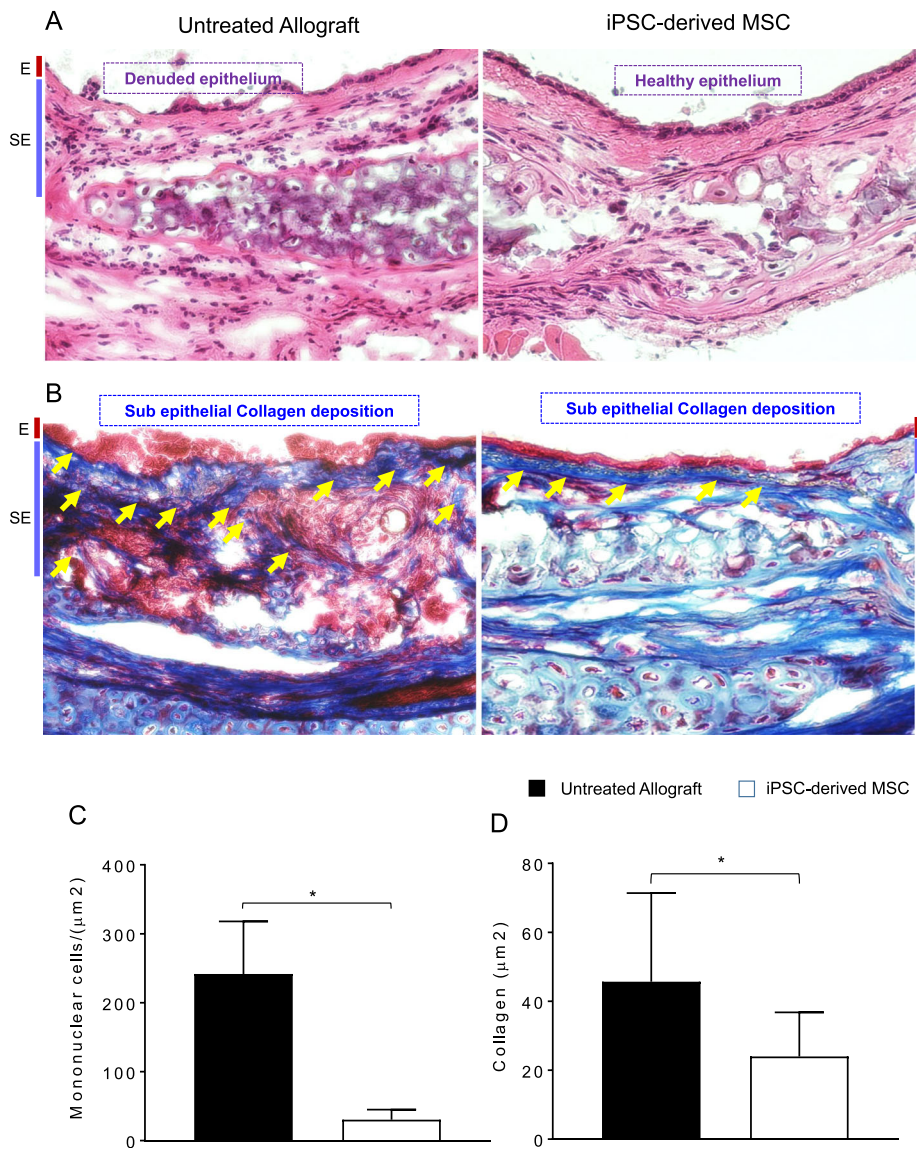 A
Untreated Allograft
iPSC-derived MSC
E
SE
Denuded epithelium
Healthy epithelium
B
Sub epithelial Collagen deposition
Sub epithelial Collagen deposition
E
SE
Untreated Allograft
iPSC-derived MSC
C
Mononuclear cells/(μm2)
400
300
200
100
0
*
D
Collagen (μm2)
80
60
40
20
0
*